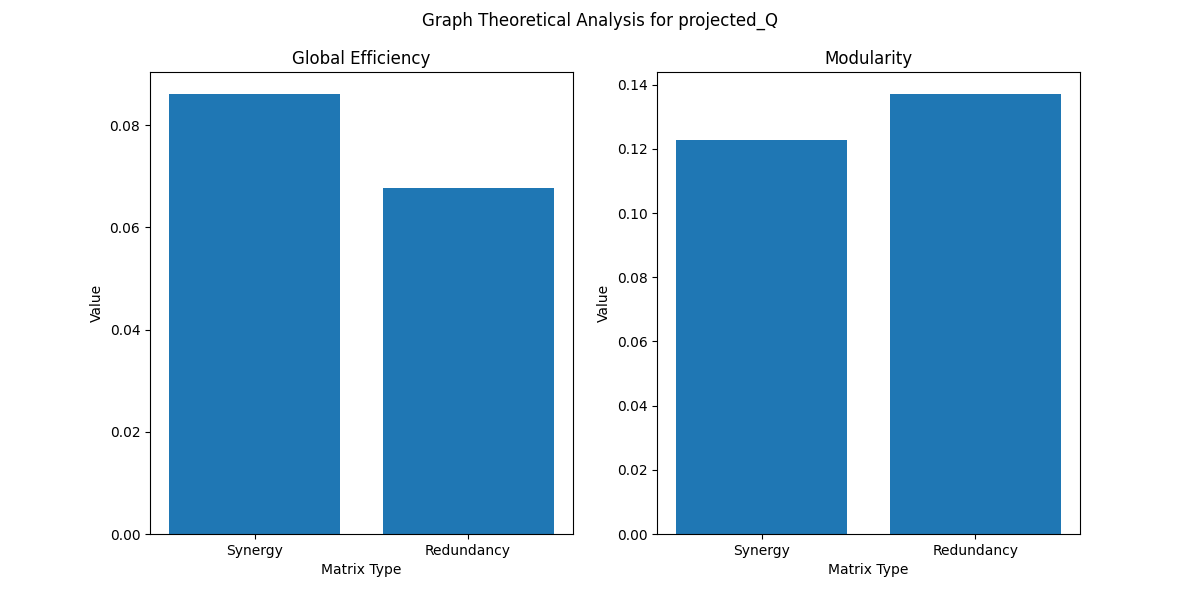 Graph Theoretical Analysis for projected_Q
Global Efficiency
Value
0.08
0.06
0.04
0.02
0.00
Synergy
Redundancy
Matrix Type
Modularity
Value
0.14
0.12
0.10
0.08
0.06
0.04
0.02
0.00
Synergy
Redundancy
Matrix Type